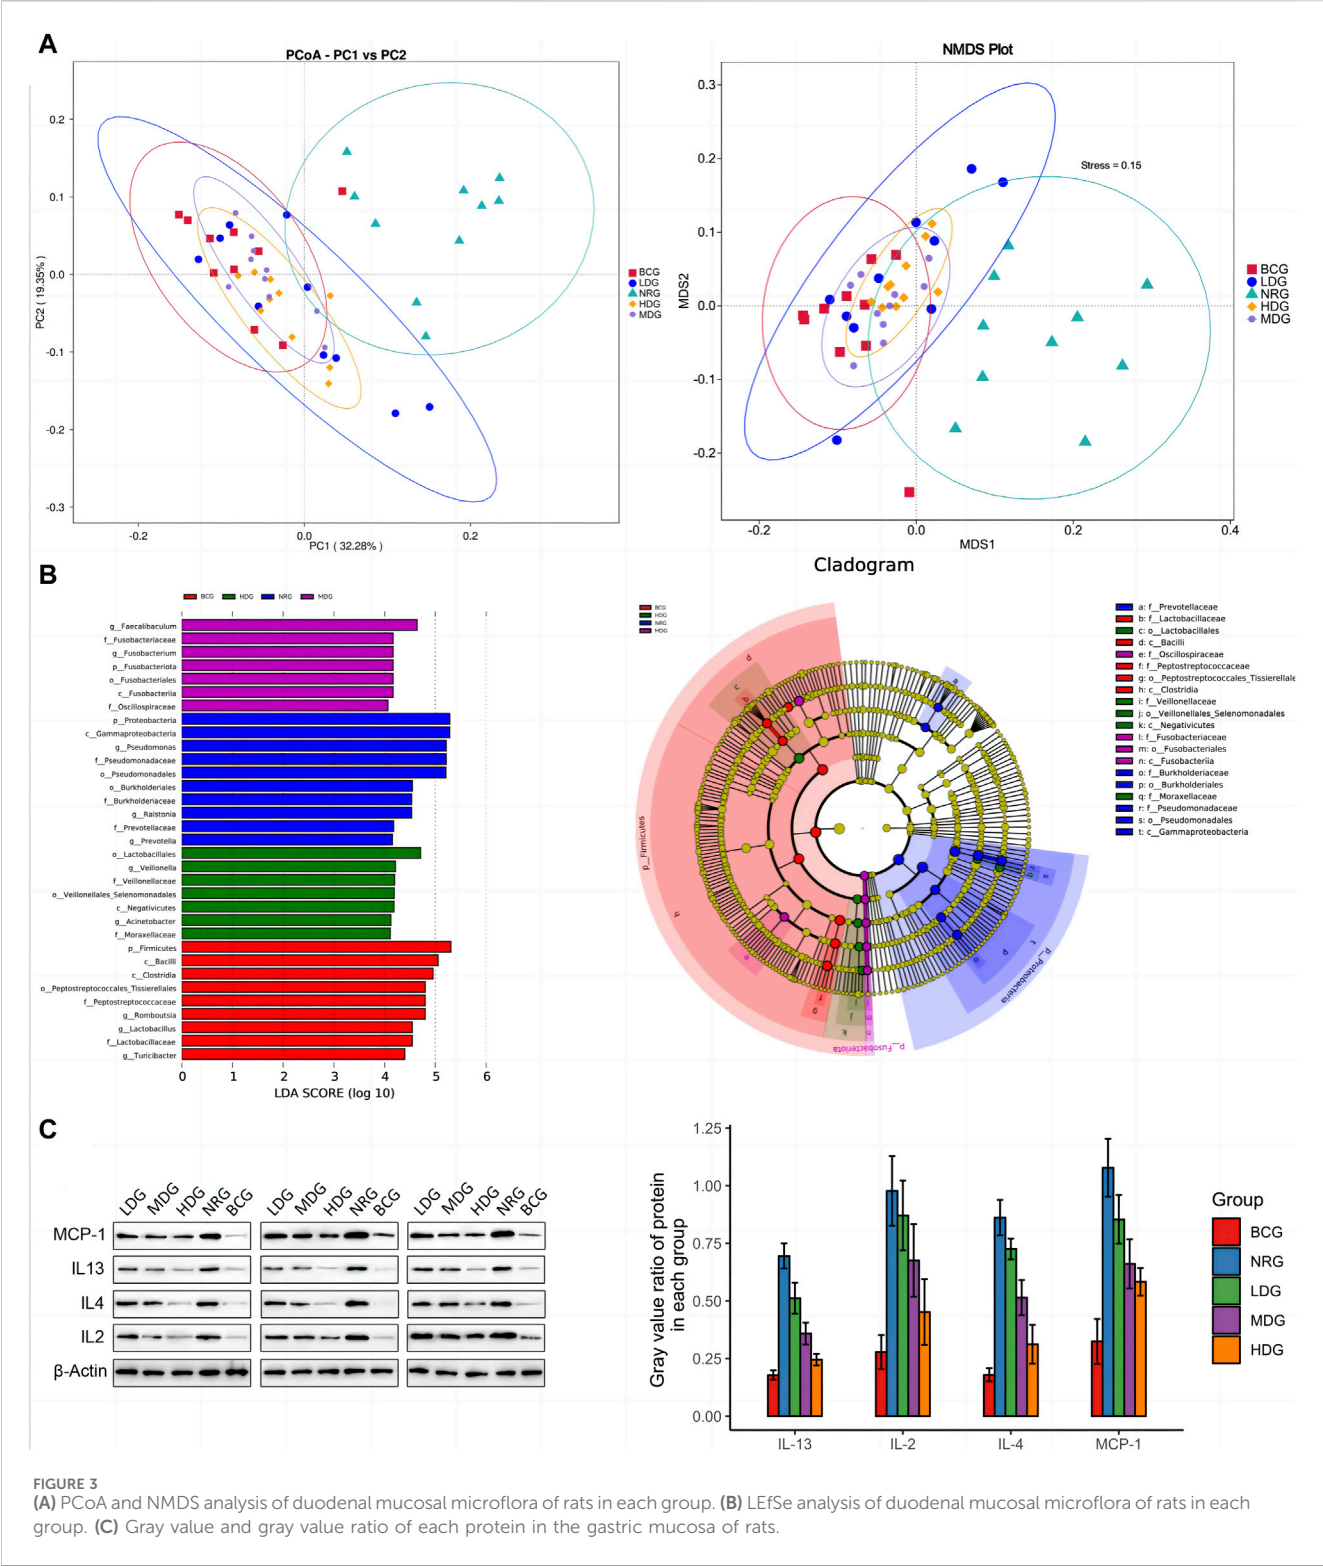 A
PCoA - PC1 vs PC2
0.2
0.1
0.0
-0.1
-0.2
-0.3
PC2 ( 19.35% )
-0.2
0.0
0.2
PC1 ( 32.28% )
BCG
LDG
NRG
HDG
MDG
NMDS Plot
Stress = 0.15
0.3
0.2
0.1
0.0
-0.1
-0.2
MDS2
-0.2
0.0
0.2
0.4
MDS1
BCG
LDG
NRG
HDG
MDG
B
BCG HDG NRG MDG
g__Faecalibaculum
f__Fusobacteriaceae
g__Fusobacterium
p__Fusobacteriota
o__Fusobacteriales
c__Fusobacteriia
f__Oscillospiraceae
p__Proteobacteria
c__Gammaproteobacteria
g__Pseudomonas
f__Pseudomonadaceae
o__Pseudomonadales
o__Burkholderiales
f__Burkholderiaceae
g__Ralstonia
f__Prevotellaceae
g__Prevotella
o__Lactobacillales
g__Veillonella
f__Veillonellaceae
o__Veillonellales_Selenomonadales
c__Negativicutes
g__Acinetobacter
f__Moraxellaceae
p__Firmicutes
c__Bacilli
c__Clostridia
o__Peptostreptococcales_Tissierellales
f__Peptostreptococcaceae
g__Romboutsia
g__Lactobacillus
f__Lactobacillaceae
g__Turicibacter
0 1 2 3 4 5 6
LDA SCORE (log 10)
Cladogram
BCG
HDG
NRG
MDG
d
c
b
a
p__Firmicutes
h
e
f
g
i
j
k
l
m
n
p__Fusobacteriota
o
p
q
r
s
t
p__Proteobacteria
a: f__Prevotellaceae
b: f__Lactobacillaceae
c: o__Lactobacillales
d: c__Bacilli
e: f__Oscillospiraceae
f: f__Peptostreptococcaceae
g: o__Peptostreptococcales_Tissierellale
h: c__Clostridia
i: f__Veillonellaceae
j: o__Veillonellales_Selenomonadales
k: c__Negativicutes
l: f__Fusobacteriaceae
m: o__Fusobacteriales
n: c__Fusobacteriia
o: f__Burkholderiaceae
p: o__Burkholderiales
q: f__Moraxellaceae
r: f__Pseudomonadaceae
s: o__Pseudomonadales
t: c__Gammaproteobacteria
C
LDG MDG HDG NRG BCG LDG MDG HDG NRG BCG LDG MDG HDG NRG BCG
MCP-1
IL13
IL4
IL2
β-Actin
Gray value ratio of protein
in each group
1.25
1.00
0.75
0.50
0.25
0.00
IL-13 IL-2 IL-4 MCP-1
Group
BCG
NRG
LDG
MDG
HDG
FIGURE 3
(A) PCoA and NMDS analysis of duodenal mucosal microflora of rats in each group. (B) LEfSe analysis of duodenal mucosal microflora of rats in each
group. (C) Gray value and gray value ratio of each protein in the gastric mucosa of rats.